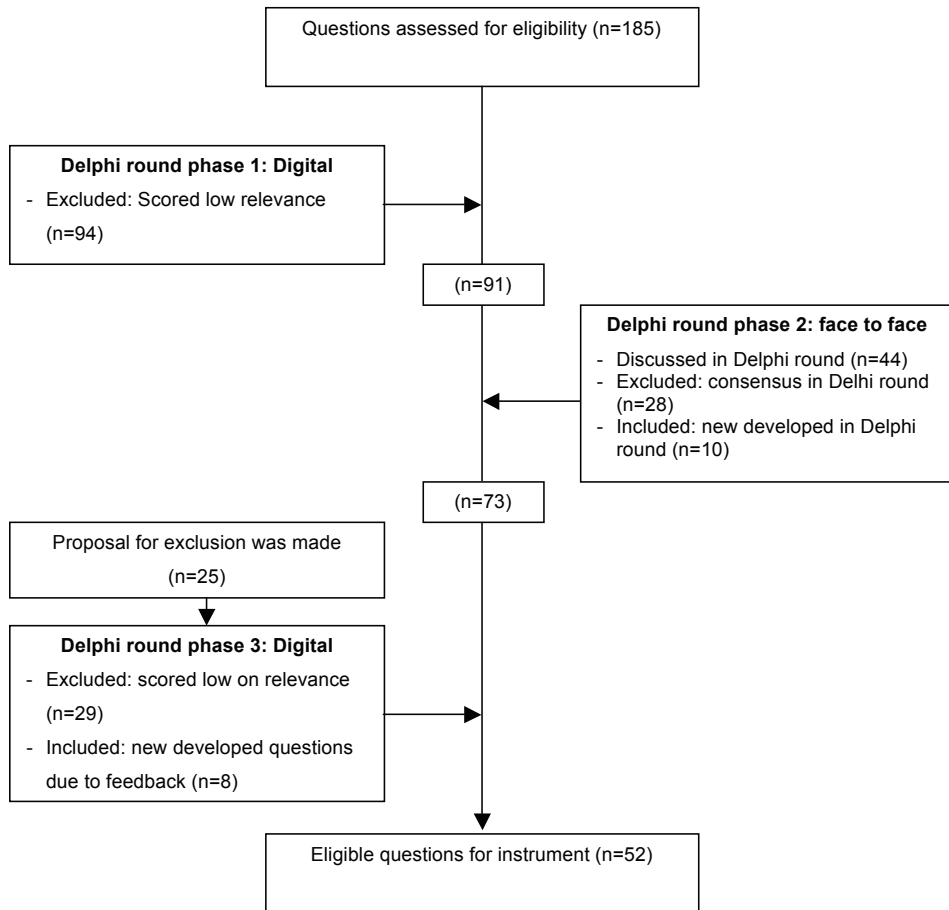 Questions assessed for eligibility (n=185)
Delphi round phase 1: Digital
- Excluded: Scored low relevance
(n=94)
(n=91)
Delphi round phase 2: face to face
- Discussed in Delphi round (n=44)
- Excluded: consensus in Delhi round
(n=28)
- Included: new developed in Delphi
round (n=10)
(n=73)
Proposal for exclusion was made
(n=25)
Delphi round phase 3: Digital
- Excluded: scored low on relevance
(n=29)
- Included: new developed questions
due to feedback (n=8)
Eligible questions for instrument (n=52)